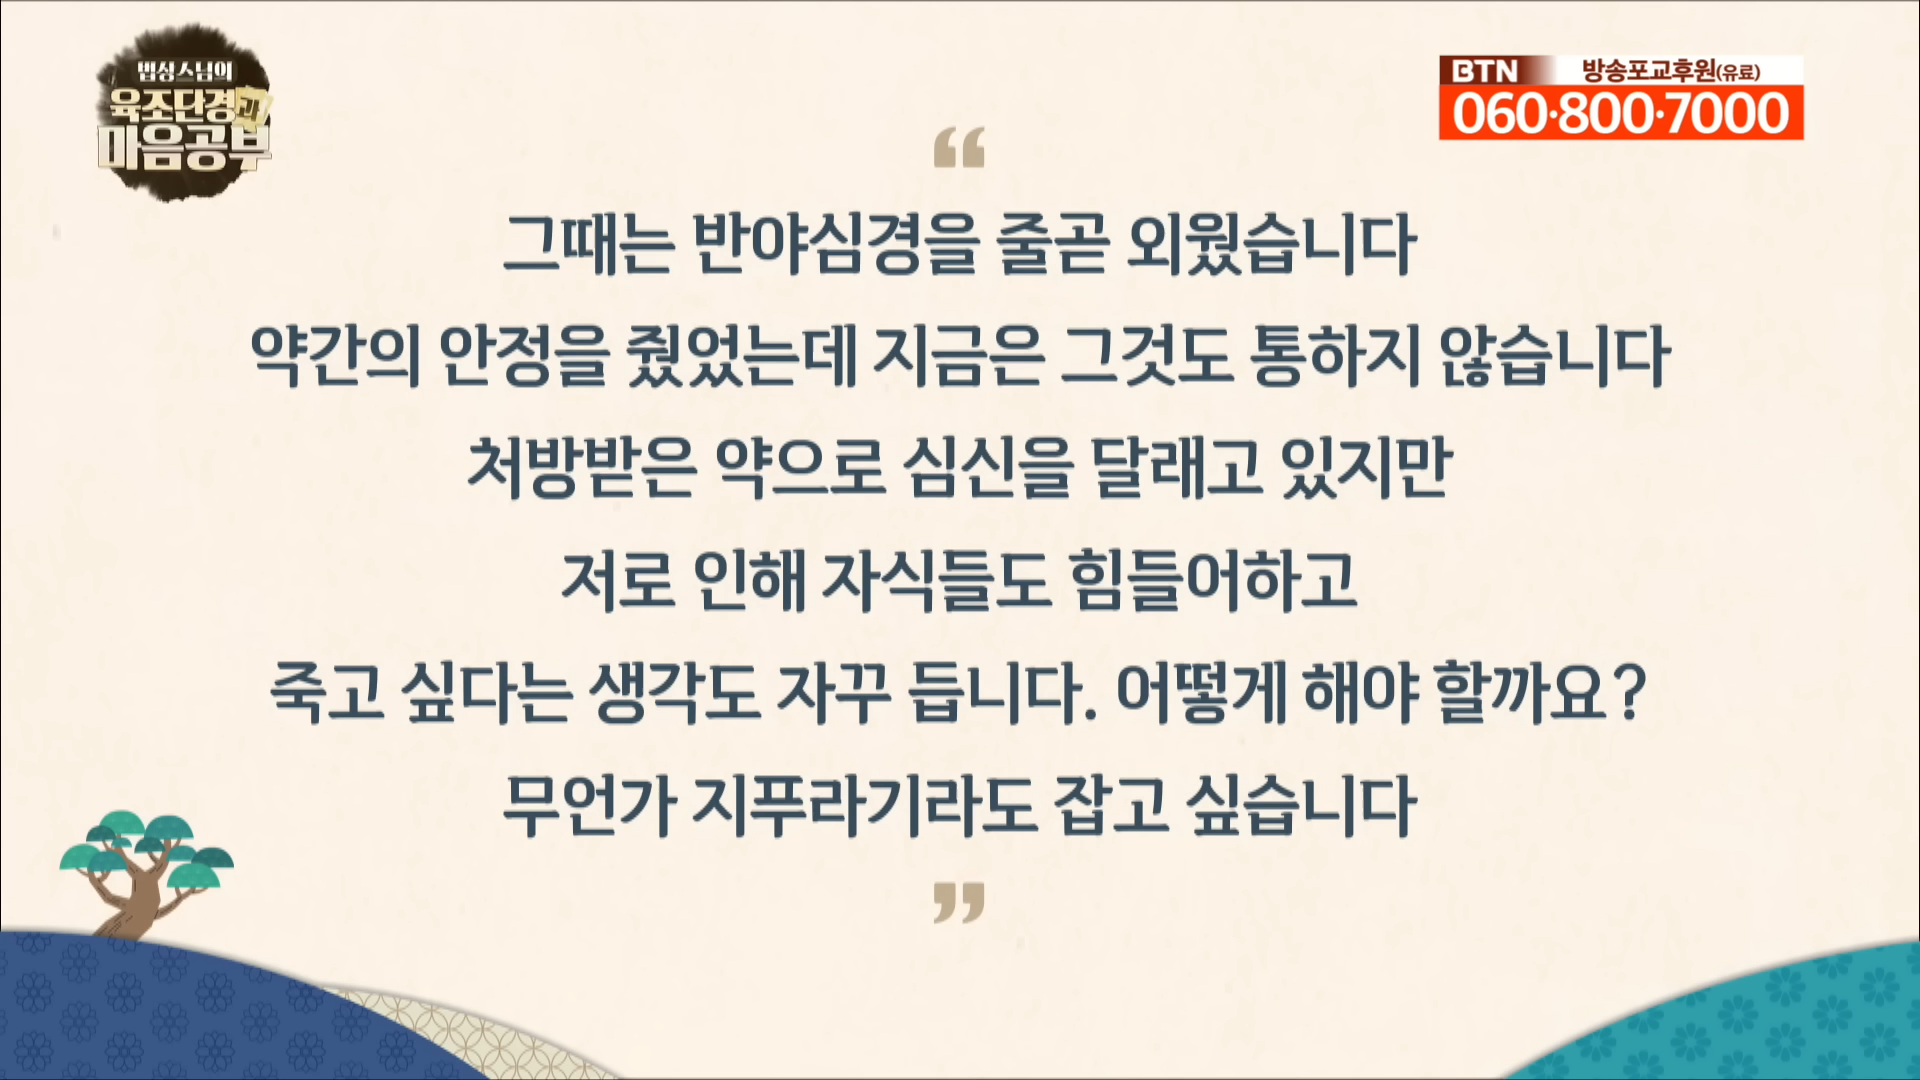 법성스님의
육조단경과
마음공부
BTN 방송포교후원(유료)
060·800·7000
“
그때는 반야심경을 줄곧 외웠습니다
약간의 안정을 줬었는데 지금은 그것도 통하지 않습니다
처방받은 약으로 심신을 달래고 있지만
저로 인해 자식들도 힘들어하고
죽고 싶다는 생각도 자꾸 듭니다. 어떻게 해야 할까요?
무언가 지푸라기라도 잡고 싶습니다
”